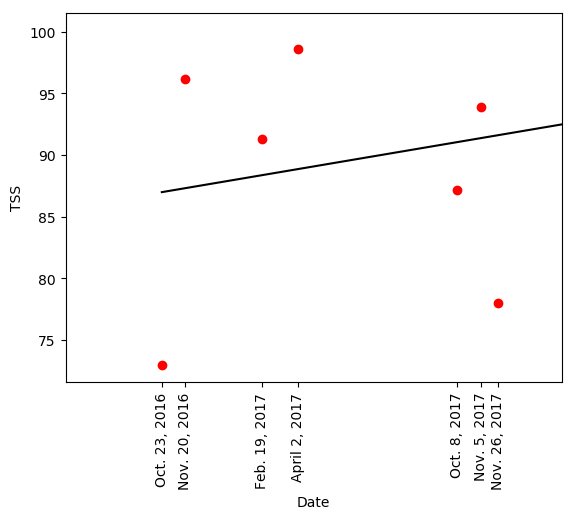 100
95
90
85
80
75
TSS
Oct. 23, 2016
Nov. 20, 2016
Feb. 19, 2017
April 2, 2017
Oct. 8, 2017
Nov. 5, 2017
Nov. 26, 2017
Date